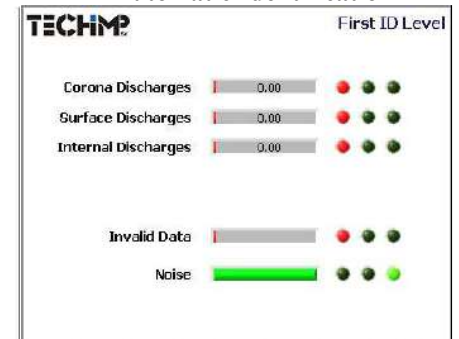 TECHIMP
First ID Level
Corona Discharges 0.00
Surface Discharges 0.00
Internal Discharges 0.00
Invalid Data
Noise